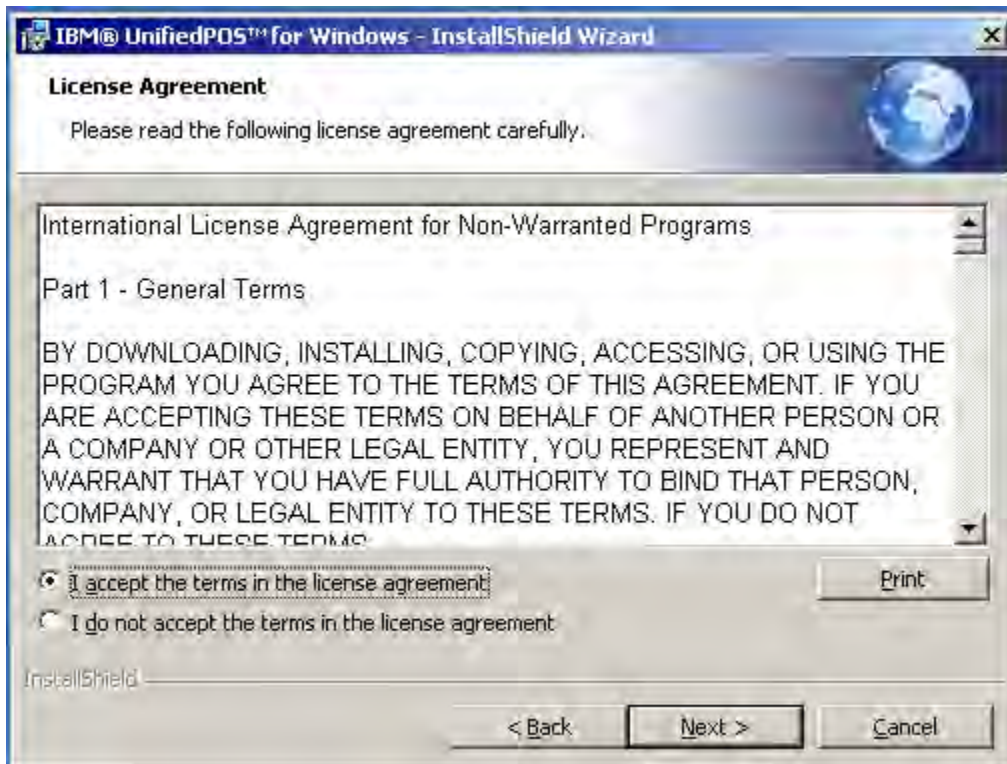 IBM® UnifiedPOS™ for Windows - InstallShield Wizard
License Agreement
Please read the following license agreement carefully.
International License Agreement for Non-Warranted Programs
Part 1 - General Terms
BY DOWNLOADING, INSTALLING, COPYING, ACCESSING, OR USING THE
PROGRAM YOU AGREE TO THE TERMS OF THIS AGREEMENT. IF YOU
ARE ACCEPTING THESE TERMS ON BEHALF OF ANOTHER PERSON OR
A COMPANY OR OTHER LEGAL ENTITY, YOU REPRESENT AND
WARRANT THAT YOU HAVE FULL AUTHORITY TO BIND THAT PERSON,
COMPANY, OR LEGAL ENTITY TO THESE TERMS. IF YOU DO NOT
AGREE TO THESE TERMS
I accept the terms in the license agreement
Print
I do not accept the terms in the license agreement
InstallShield
< Back
Next >
Cancel